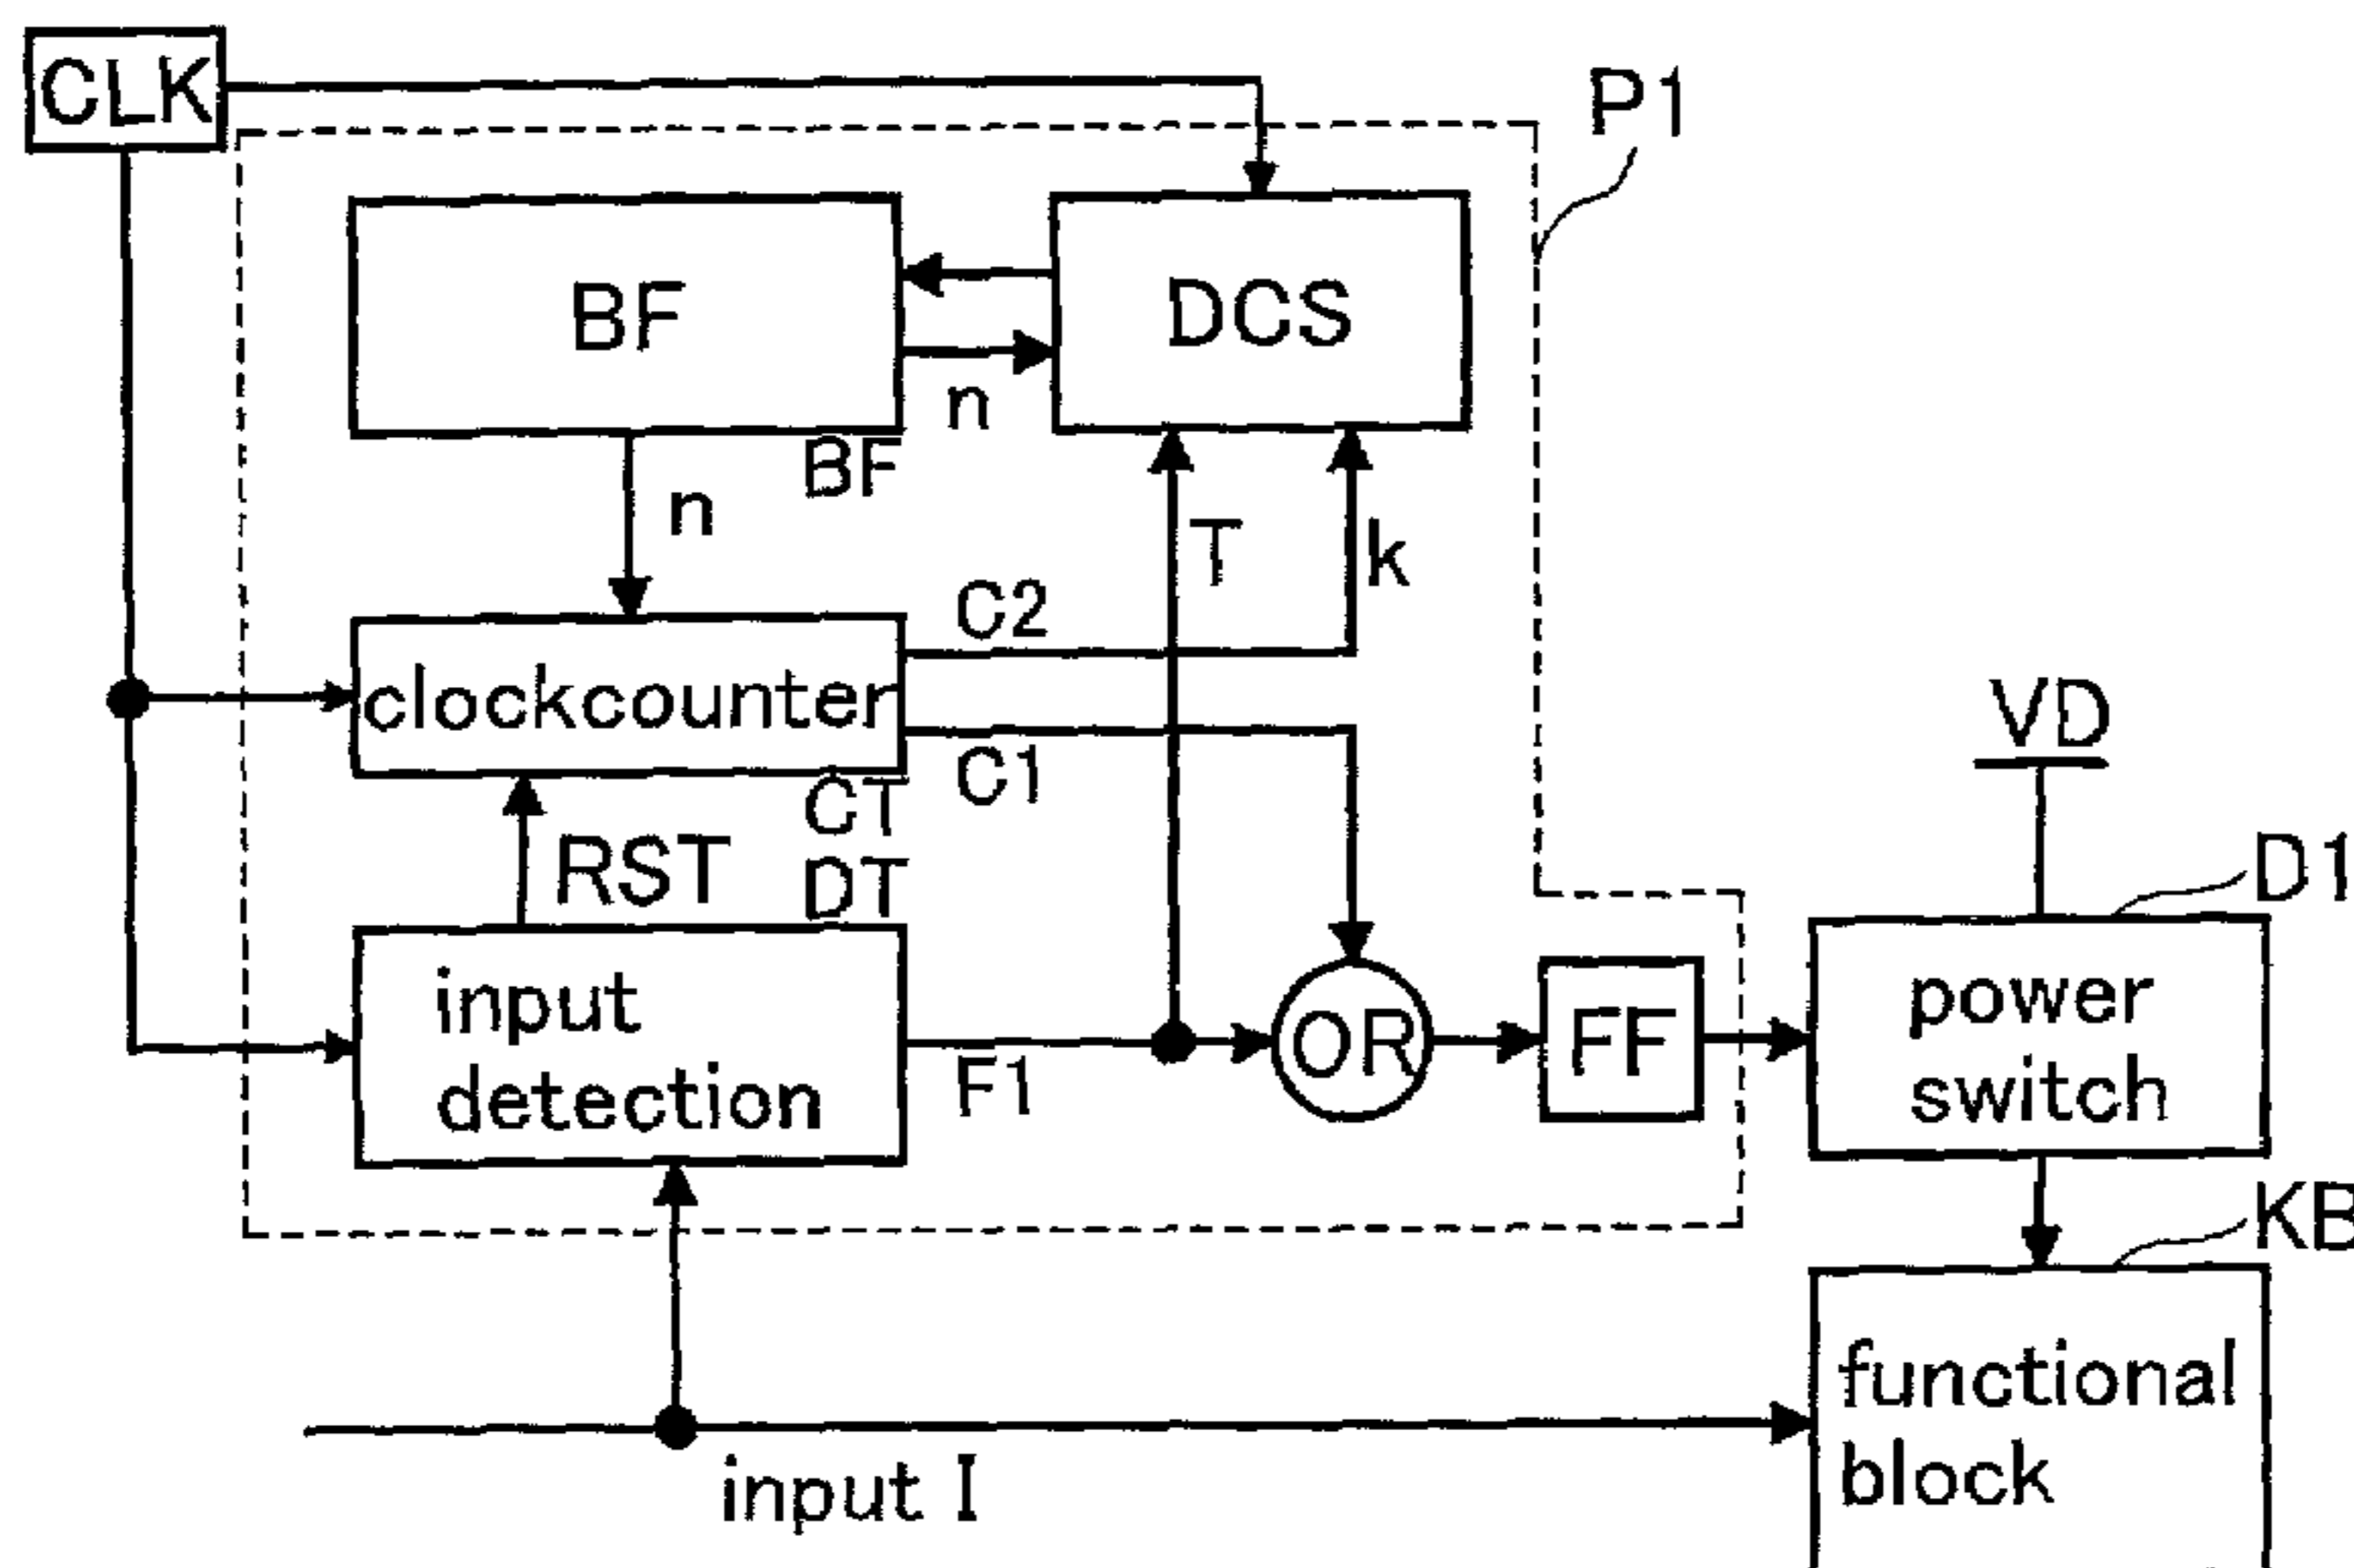 CLK
P1
BF
DCS
n
BF
n
T
k
C2
clockcounter
C1
CT
RST
DT
VD
D1
input
detection
F1
OR
FF
power
switch
KB
functional
block
input I